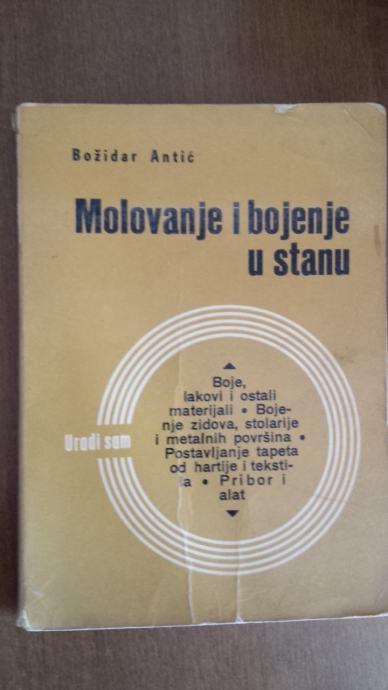 Božidar Antić
Molovanje i bojenje
u stanu
Uradi sam
Boje,
lakovi i ostali
materijali • Boje-
nje zidova, stolarije
i metalnih površina •
Postavljanje tapeta
od hartije i teksti-
la • Pribor i
alat